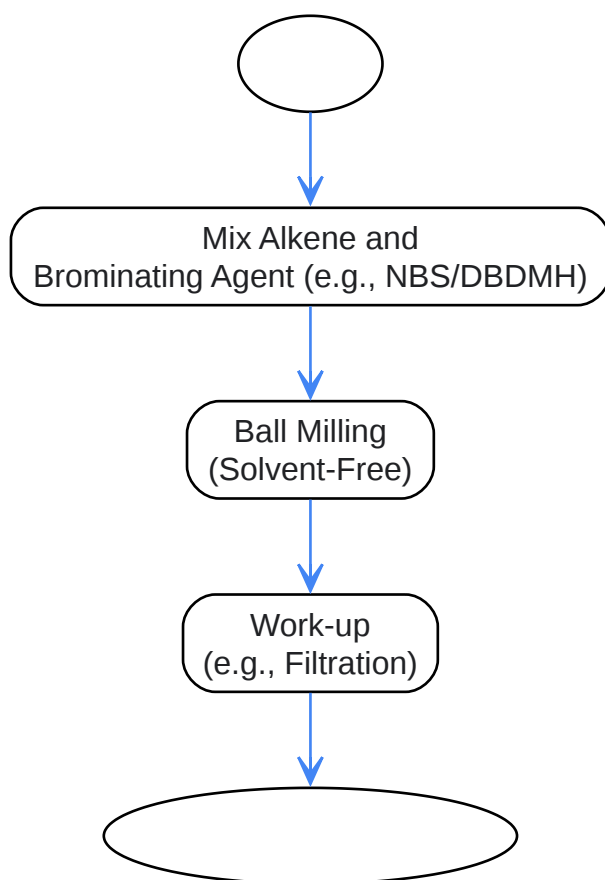 Mix Alkene and
Brominating Agent (e.g., NBS/DBDMH)
Ball Milling
(Solvent-Free)
Work-up
(e.g., Filtration)